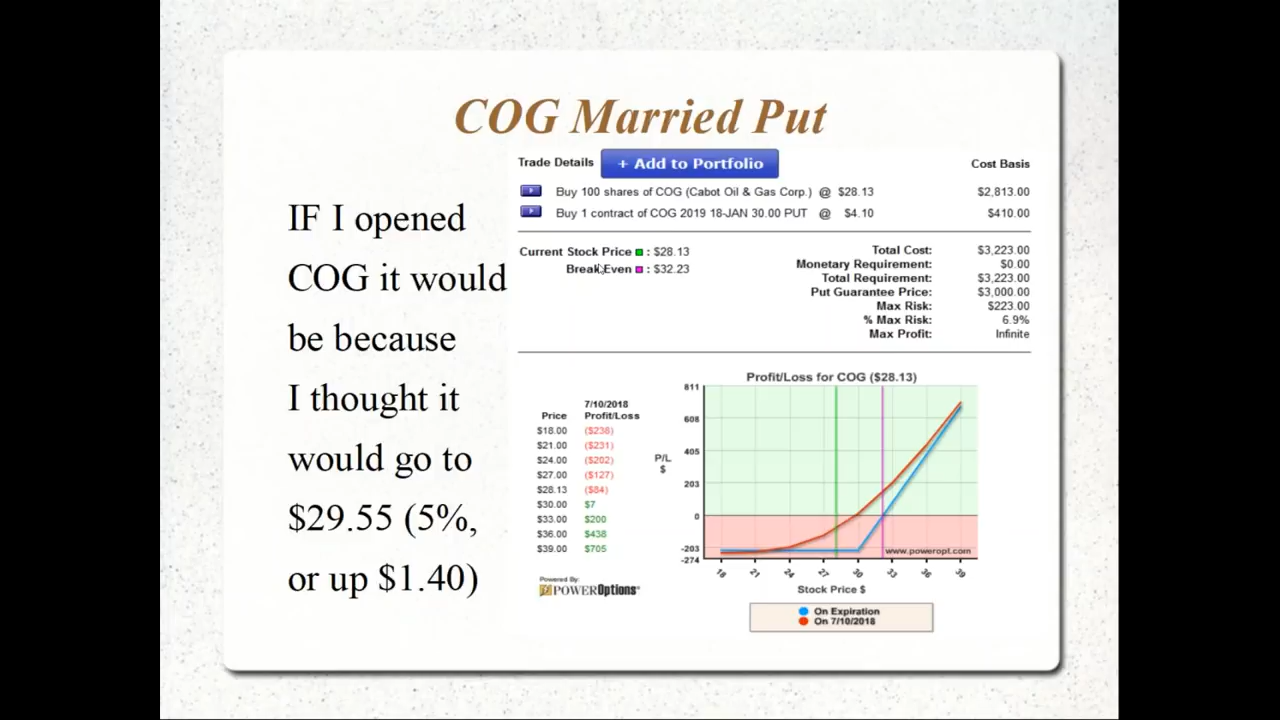 COG Married Put
IF I opened
COG it would
be because
I thought it
would go to
$29.55 (5%,
or up $1.40)
Trade Details + Add to Portfolio Cost Basis
Buy 100 shares of COG (Cabot Oil & Gas Corp.) @ $28.13 $2,813.00
Buy 1 contract of COG 2019 18-JAN 30.00 PUT @ $4.10 $410.00
Current Stock Price : $28.13
Break Even : $32.23
Total Cost: $3,223.00
Monetary Requirement: $0.00
Total Requirement: $3,223.00
Put Guarantee Price: $3,000.00
Max Risk: $223.00
% Max Risk: 6.9%
Max Profit: Infinite
7/10/2018
Price Profit/Loss
$18.00 ($238)
$21.00 ($231)
$24.00 ($202)
$27.00 ($127)
$28.13 ($84)
$30.00 $7
$33.00 $200
$36.00 $438
$39.00 $705
Powered By:
POWEROptions
Profit/Loss for COG ($28.13)
811
608
405
P/L
$
203
0
-203
-274
www.poweropt.com
18 21 24 27 30 33 36 39
Stock Price $
On Expiration
On 7/10/2018